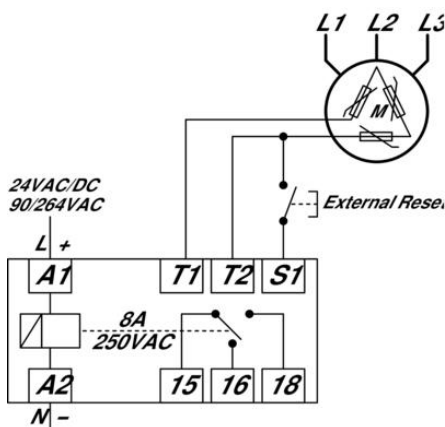 L1 L2 L3
M
24VAC/DC
90/264VAC
External Rese
L +
A1 T1 T2 S1
8A
250VAC
A2 15 16 18
N –